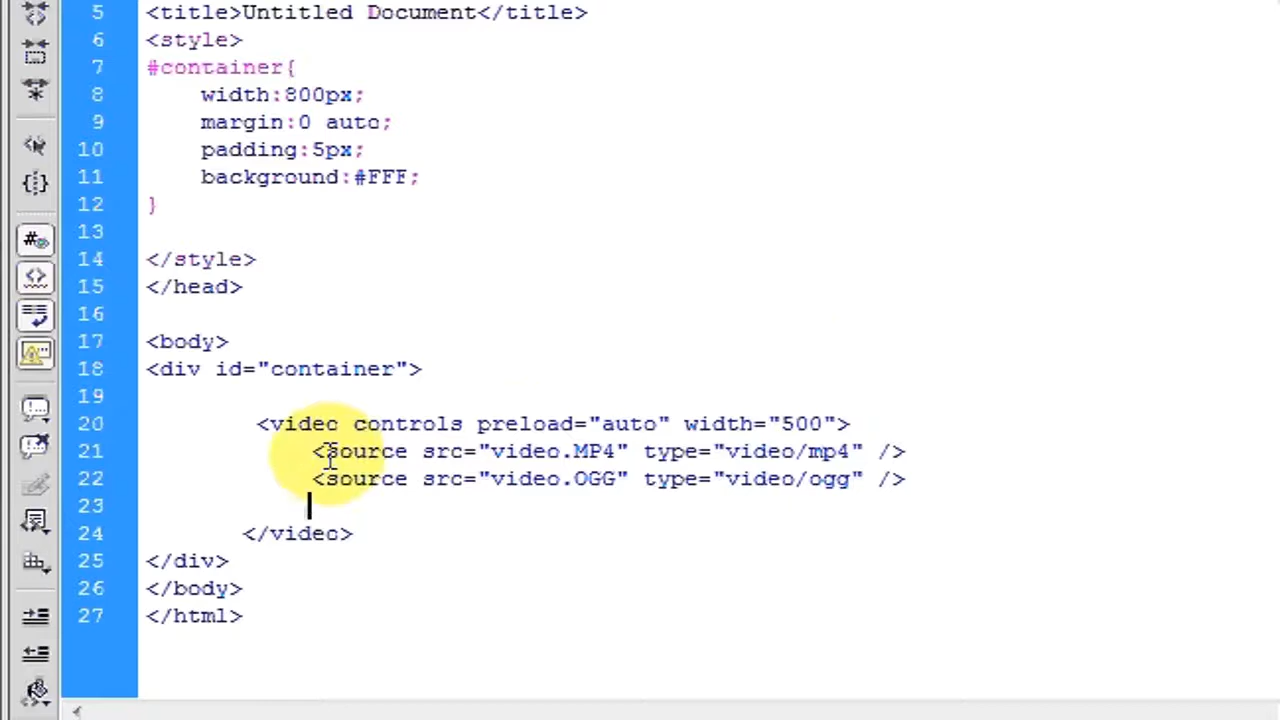 5 <title>Untitled Document</title>
6 <style>
7 #container{
8 width:800px;
9 margin:0 auto;
10 padding:5px;
11 background:#FFF;
12 }
13
14 </style>
15 </head>
16
17 <body>
18 <div id="container">
19
20 <video controls preload="auto" width="500">
21 <source src="video.MP4" type="video/mp4" />
22 <source src="video.OGG" type="video/ogg" />
23
24 </video>
25 </div>
26 </body>
27 </html>